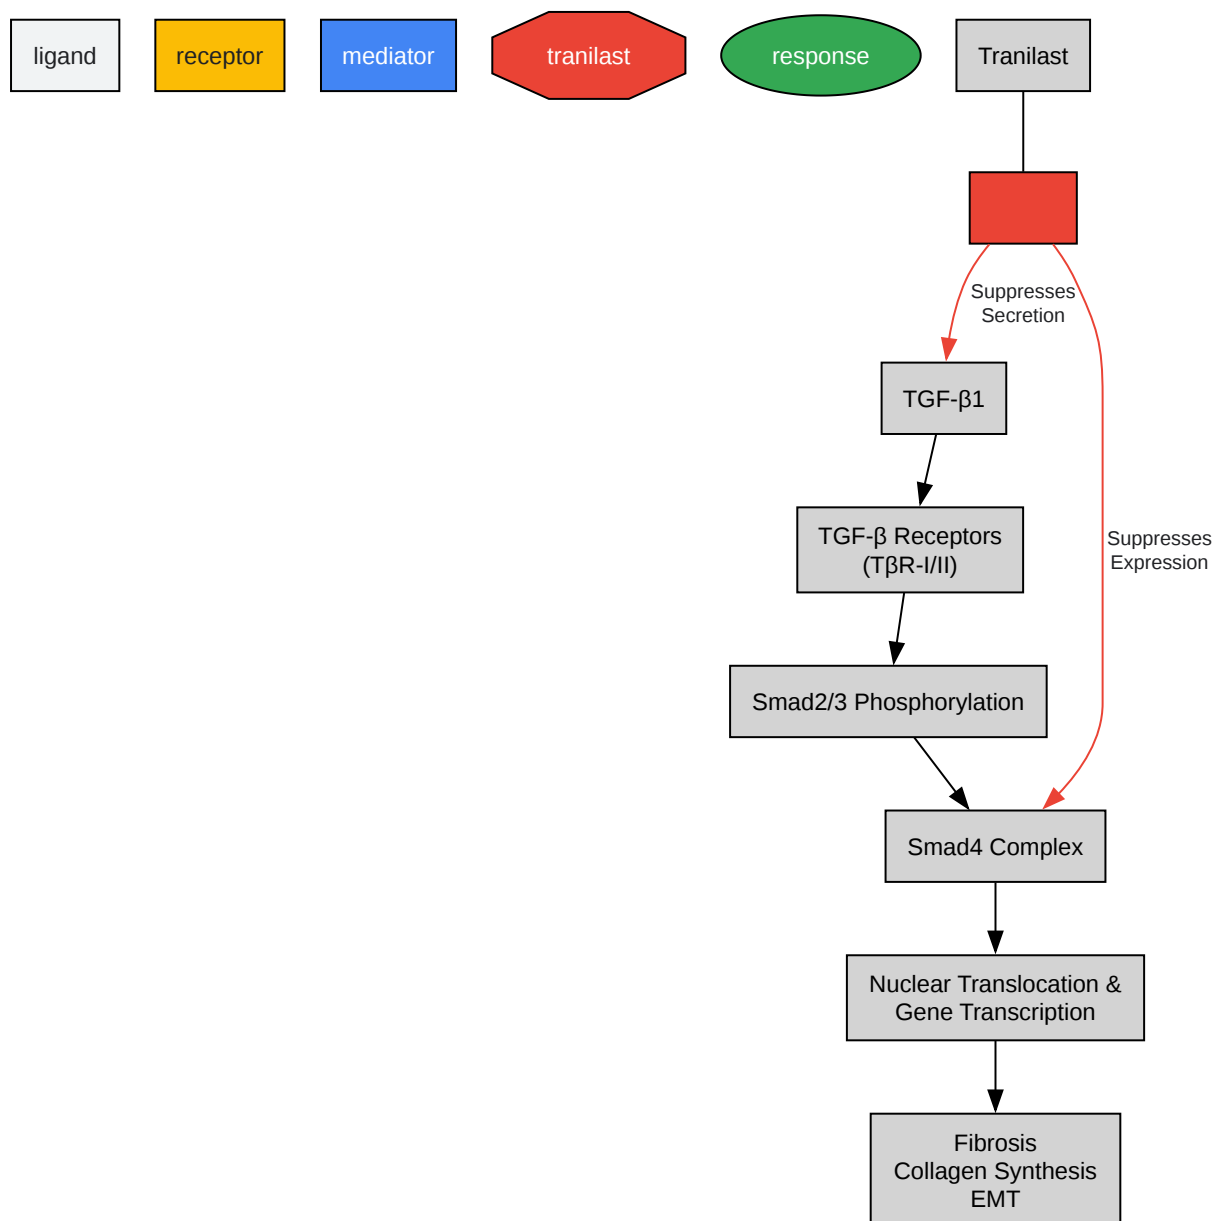 ligand
receptor
mediator
tranilast
response
Tranilast
Suppresses
Secretion
TGF-β1
TGF-β Receptors
(TβR-I/II)
Suppresses
Expression
Smad2/3 Phosphorylation
Smad4 Complex
Nuclear Translocation &
Gene Transcription
Fibrosis
Collagen Synthesis
EMT